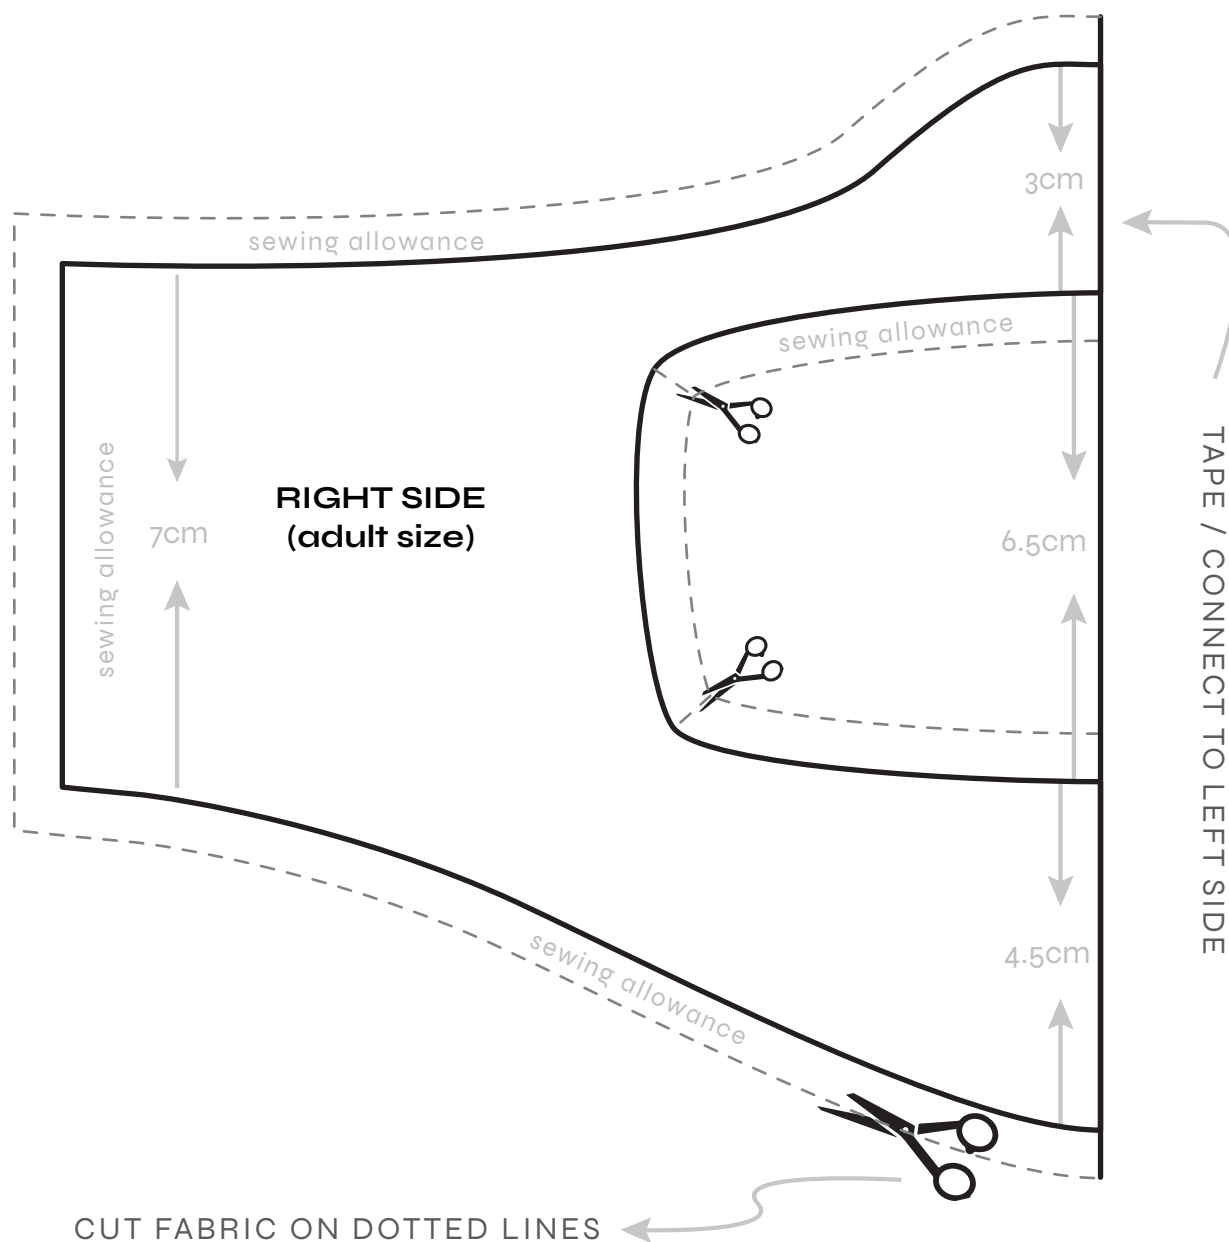 3cm
sewing allowance
sewing allowance
sewing allowance
7cm
RIGHT SIDE
(adult size)
6.5cm
TAPE / CONNECT TO LEFT SIDE
sewing allowance
4.5cm
CUT FABRIC ON DOTTED LINES